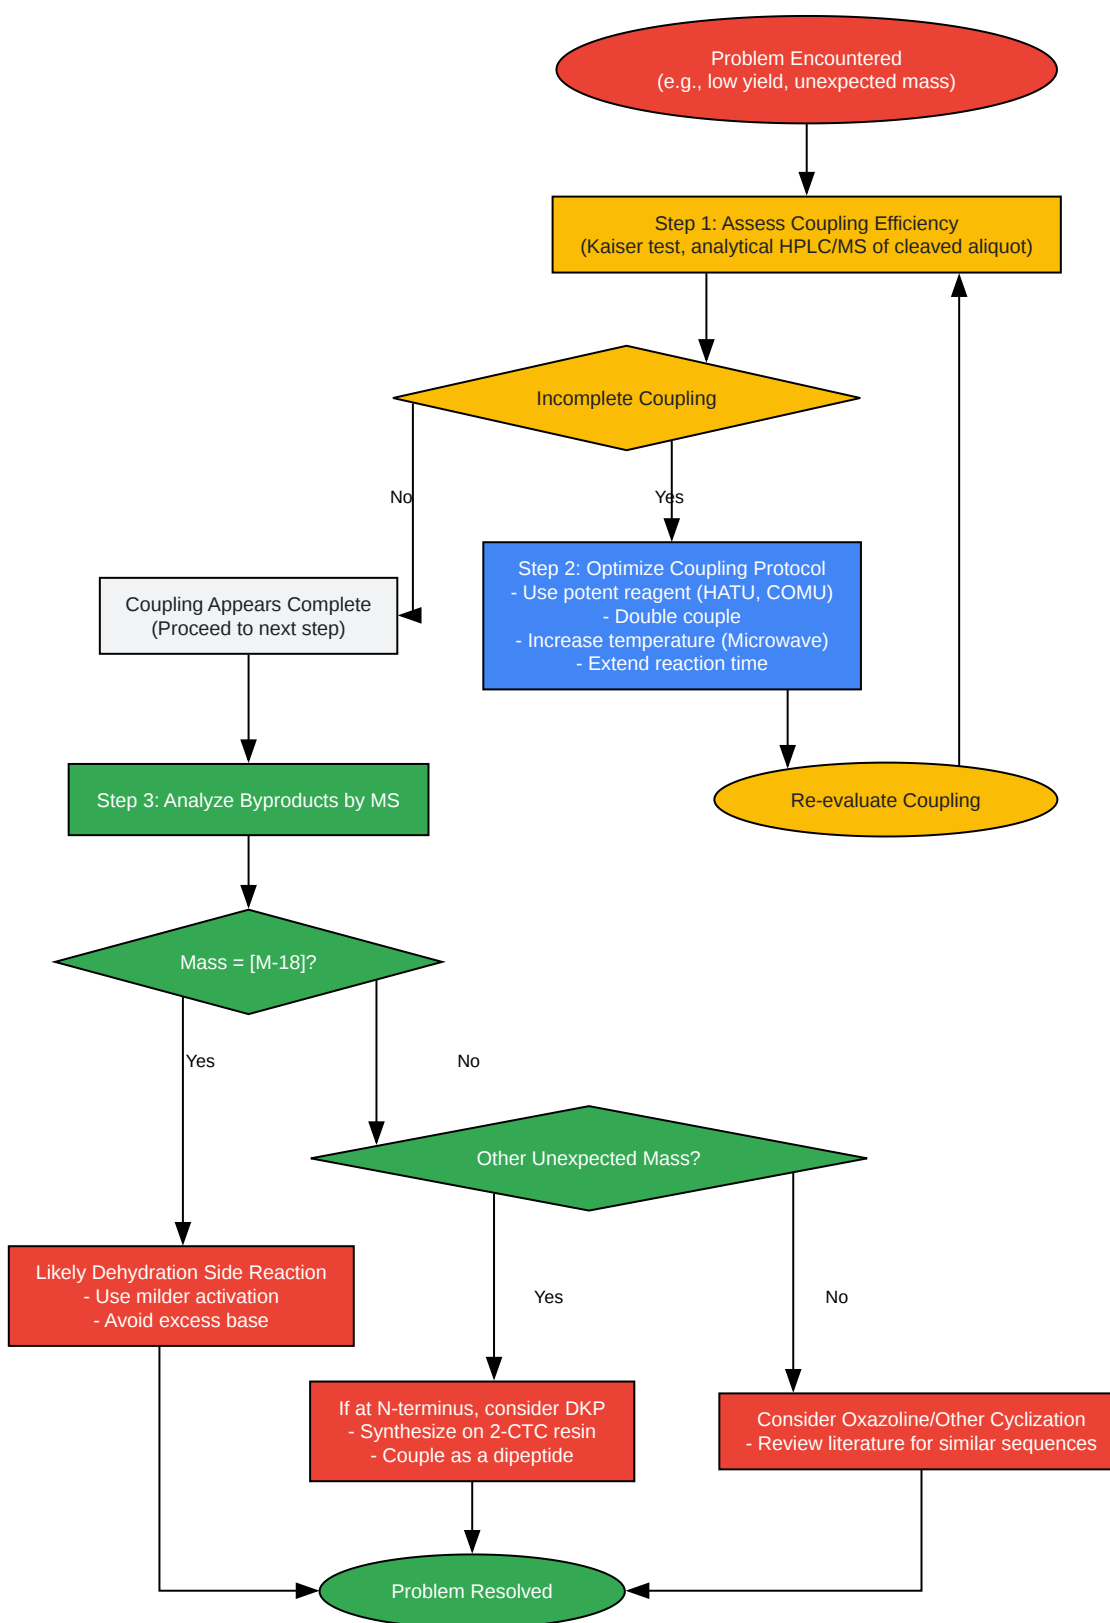 Problem Encountered
(e.g., low yield, unexpected mass)
Step 1: Assess Coupling Efficiency
(Kaiser test, analytical HPLC/MS of cleaved aliquot)
Incomplete Coupling
No
Yes
Step 2: Optimize Coupling Protocol
- Use potent reagent (HATU, COMU)
- Double couple
- Increase temperature (Microwave)
- Extend reaction time
Coupling Appears Complete
(Proceed to next step)
Step 3: Analyze Byproducts by MS
Re-evaluate Coupling
Mass = [M-18]?
Yes
No
Other Unexpected Mass?
Likely Dehydration Side Reaction
- Use milder activation
- Avoid excess base
Yes
No
If at N-terminus, consider DKP
- Synthesize on 2-CTC resin
- Couple as a dipeptide
Consider Oxazoline/Other Cyclization
- Review literature for similar sequences
Problem Resolved